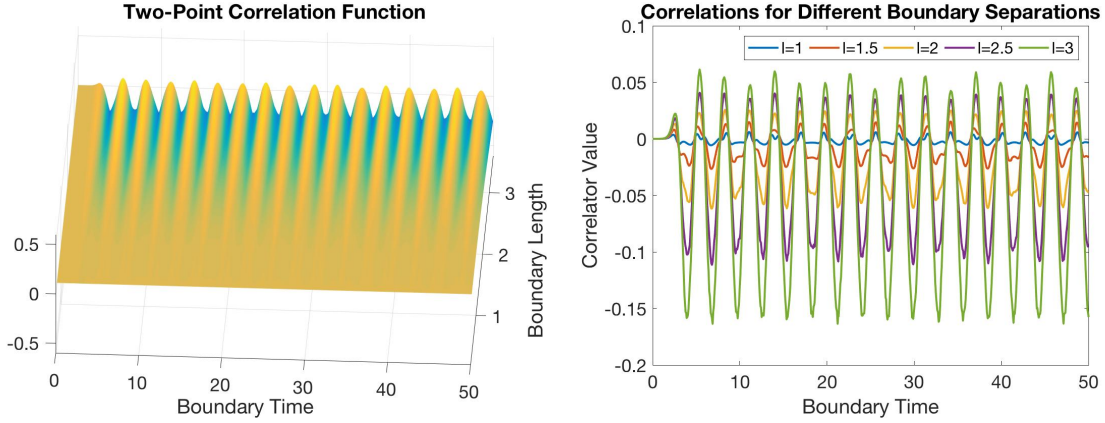 Two-Point Correlation Function
0.5
0
-0.5
0
10
20
30
40
50
Boundary Time
1
2
3
Boundary Length
Correlations for Different Boundary Separations
l=1 l=1.5 l=2 l=2.5 l=3
0.1
0.05
0
-0.05
-0.1
-0.15
-0.2
Correlator Value
0 10 20 30 40 50
Boundary Time